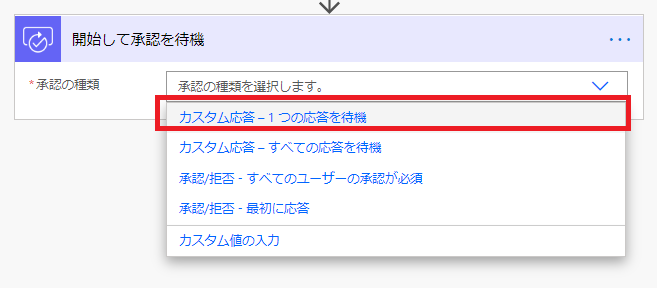 開始して承認を待機
···
*承認の種類
承認の種類を選択します。
カスタム応答 – 1 つの応答を待機
カスタム応答 – すべての応答を待機
承認/拒否 - すべてのユーザーの承認が必須
承認/拒否 - 最初に応答
カスタム値の入力